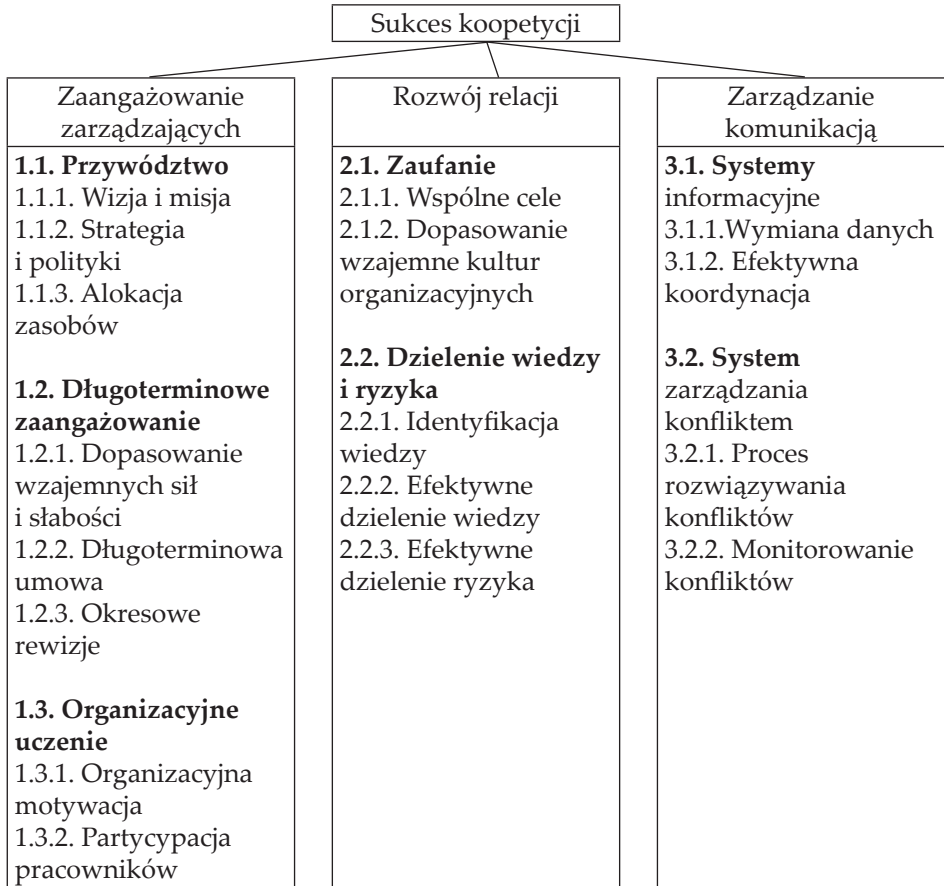 Sukces koopetycji
Zaangażowanie
zarządzających
1.1. Przywództwo
1.1.1. Wizja i misja
1.1.2. Strategia
i polityki
1.1.3. Alokacja
zasobów
1.2. Długoterminowe
zaangażowanie
1.2.1. Dopasowanie
wzajemnych sił
i słabości
1.2.2. Długoterminowa
umowa
1.2.3. Okresowe
rewizje
1.3. Organizacyjne
uczenie
1.3.1. Organizacyjna
motywacja
1.3.2. Partycypacja
pracowników
Rozwój relacji
2.1. Zaufanie
2.1.1. Wspólne cele
2.1.2. Dopasowanie
wzajemne kultur
organizacyjnych
2.2. Dzielenie wiedzy
i ryzyka
2.2.1. Identyfikacja
wiedzy
2.2.2. Efektywne
dzielenie wiedzy
2.2.3. Efektywne
dzielenie ryzyka
Zarządzanie
komunikacją
3.1. Systemy
informacyjne
3.1.1.Wymiana danych
3.1.2. Efektywna
koordynacja
3.2. System
zarządzania
konfliktem
3.2.1. Proces
rozwiązywania
konfliktów
3.2.2. Monitorowanie
konfliktów